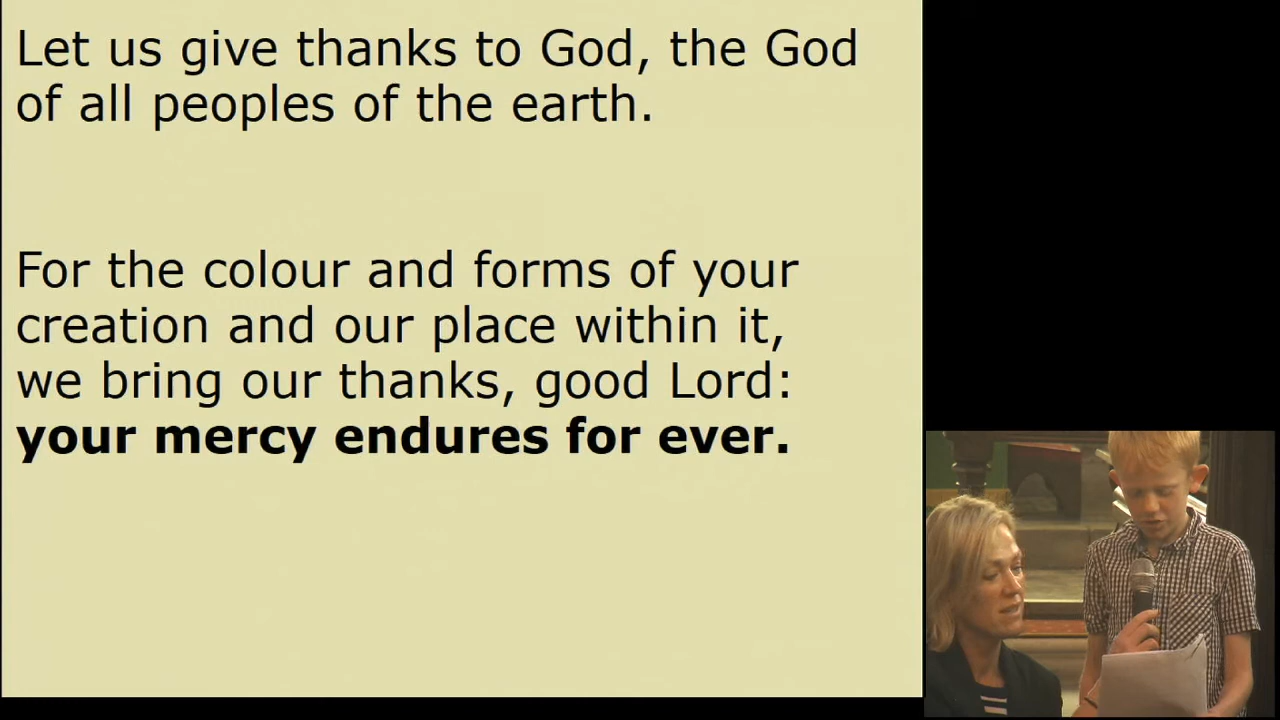 Let us give thanks to God, the God
of all peoples of the earth.
For the colour and forms of your
creation and our place within it,
we bring our thanks, good Lord:
your mercy endures for ever.